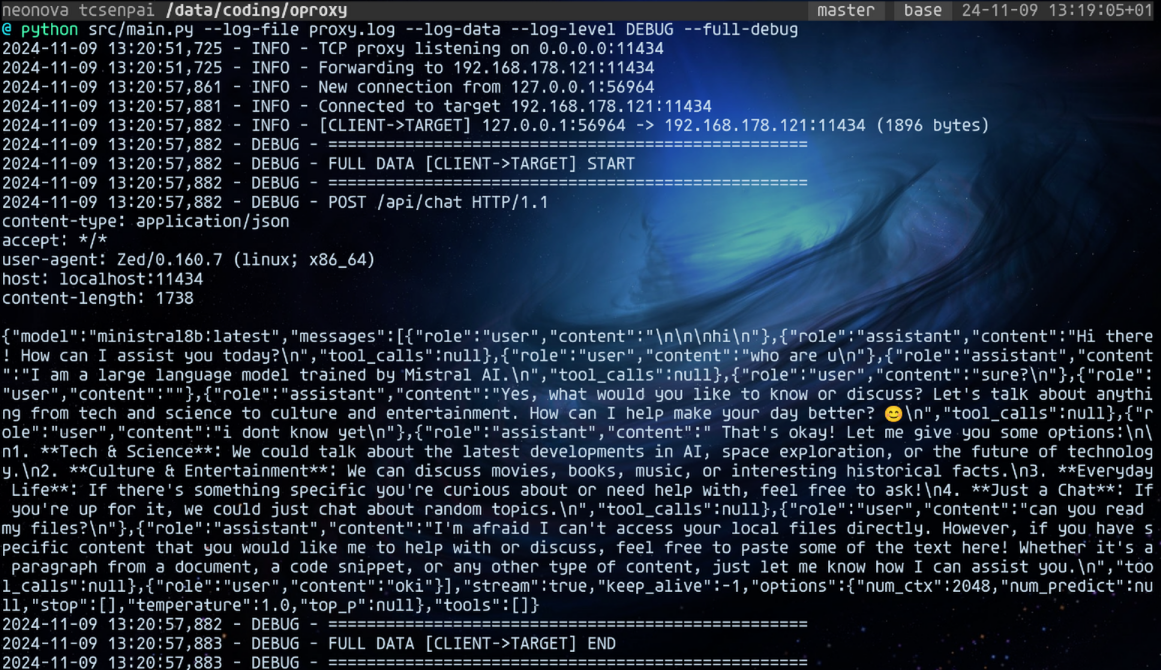 neonova tcsenpai /data/coding/oproxy master base 24-11-09 13:19:05+01
@ python src/main.py --log-file proxy.log --log-data --log-level DEBUG --full-debug
2024-11-09 13:20:51,725 - INFO - TCP proxy listening on 0.0.0.0:11434
2024-11-09 13:20:51,725 - INFO - Forwarding to 192.168.178.121:11434
2024-11-09 13:20:57,861 - INFO - New connection from 127.0.0.1:56964
2024-11-09 13:20:57,881 - INFO - Connected to target 192.168.178.121:11434
2024-11-09 13:20:57,882 - INFO - [CLIENT->TARGET] 127.0.0.1:56964 -> 192.168.178.121:11434 (1896 bytes)
2024-11-09 13:20:57,882 - DEBUG - ==================================================
2024-11-09 13:20:57,882 - DEBUG - FULL DATA [CLIENT->TARGET] START
2024-11-09 13:20:57,882 - DEBUG - ==================================================
2024-11-09 13:20:57,882 - DEBUG - POST /api/chat HTTP/1.1
content-type: application/json
accept: */*
user-agent: Zed/0.160.7 (linux; x86_64)
host: localhost:11434
content-length: 1738
{"model":"ministral8b:latest","messages":[{"role":"user","content":"\n\n\nhi\n"},{"role":"assistant","content":"Hi there
! How can I assist you today?\n","tool_calls":null},{"role":"user","content":"who are u\n"},{"role":"assistant","content
":"I am a large language model trained by Mistral AI.\n","tool_calls":null},{"role":"user","content":"sure?\n"},{"role":
"user","content":""},{"role":"assistant","content":"Yes, what would you like to know or discuss? Let's talk about anythi
ng from tech and science to culture and entertainment. How can I help make your day better? 😊\n","tool_calls":null},{"r
ole":"user","content":"i dont know yet\n"},{"role":"assistant","content":" That's okay! Let me give you some options:\n\
n1. **Tech & Science**: We could talk about the latest developments in AI, space exploration, or the future of technolog
y.\n2. **Culture & Entertainment**: We can discuss movies, books, music, or interesting historical facts.\n3. **Everyday
 Life**: If there's something specific you're curious about or need help with, feel free to ask!\n4. **Just a Chat**: If
 you're up for it, we could just chat about random topics.\n","tool_calls":null},{"role":"user","content":"can you read 
my files?\n"},{"role":"assistant","content":"I'm afraid I can't access your local files directly. However, if you have s
pecific content that you would like me to help with or discuss, feel free to paste some of the text here! Whether it's a
 paragraph from a document, a code snippet, or any other type of content, just let me know how I can assist you.\n","too
l_calls":null},{"role":"user","content":"oki"}],"stream":true,"keep_alive":-1,"options":{"num_ctx":2048,"num_predict":nu
ll,"stop":[],"temperature":1.0,"top_p":null},"tools":[]}
2024-11-09 13:20:57,882 - DEBUG - ==================================================
2024-11-09 13:20:57,883 - DEBUG - FULL DATA [CLIENT->TARGET] END
2024-11-09 13:20:57,883 - DEBUG - ==================================================